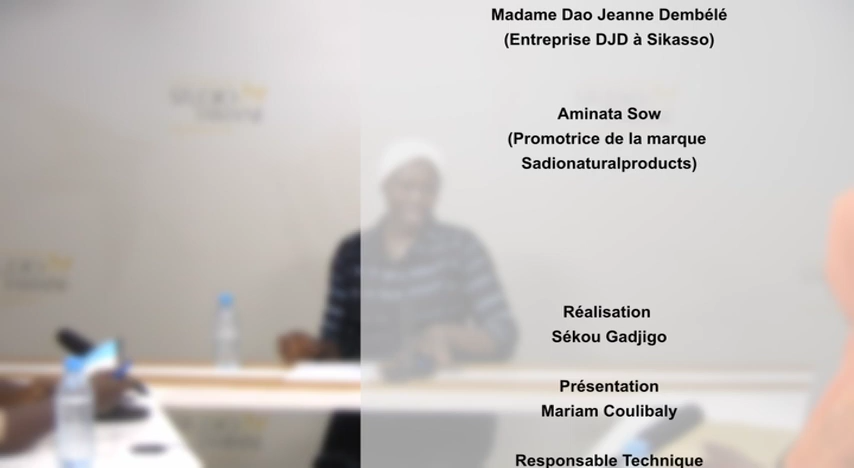 Madame Dao Jeanne Dembélé
(Entreprise DJD à Sikasso)
Aminata Sow
(Promotrice de la marque
Sadionaturalproducts)
Réalisation
Sékou Gadjigo
Présentation
Mariam Coulibaly
Responsable Technique